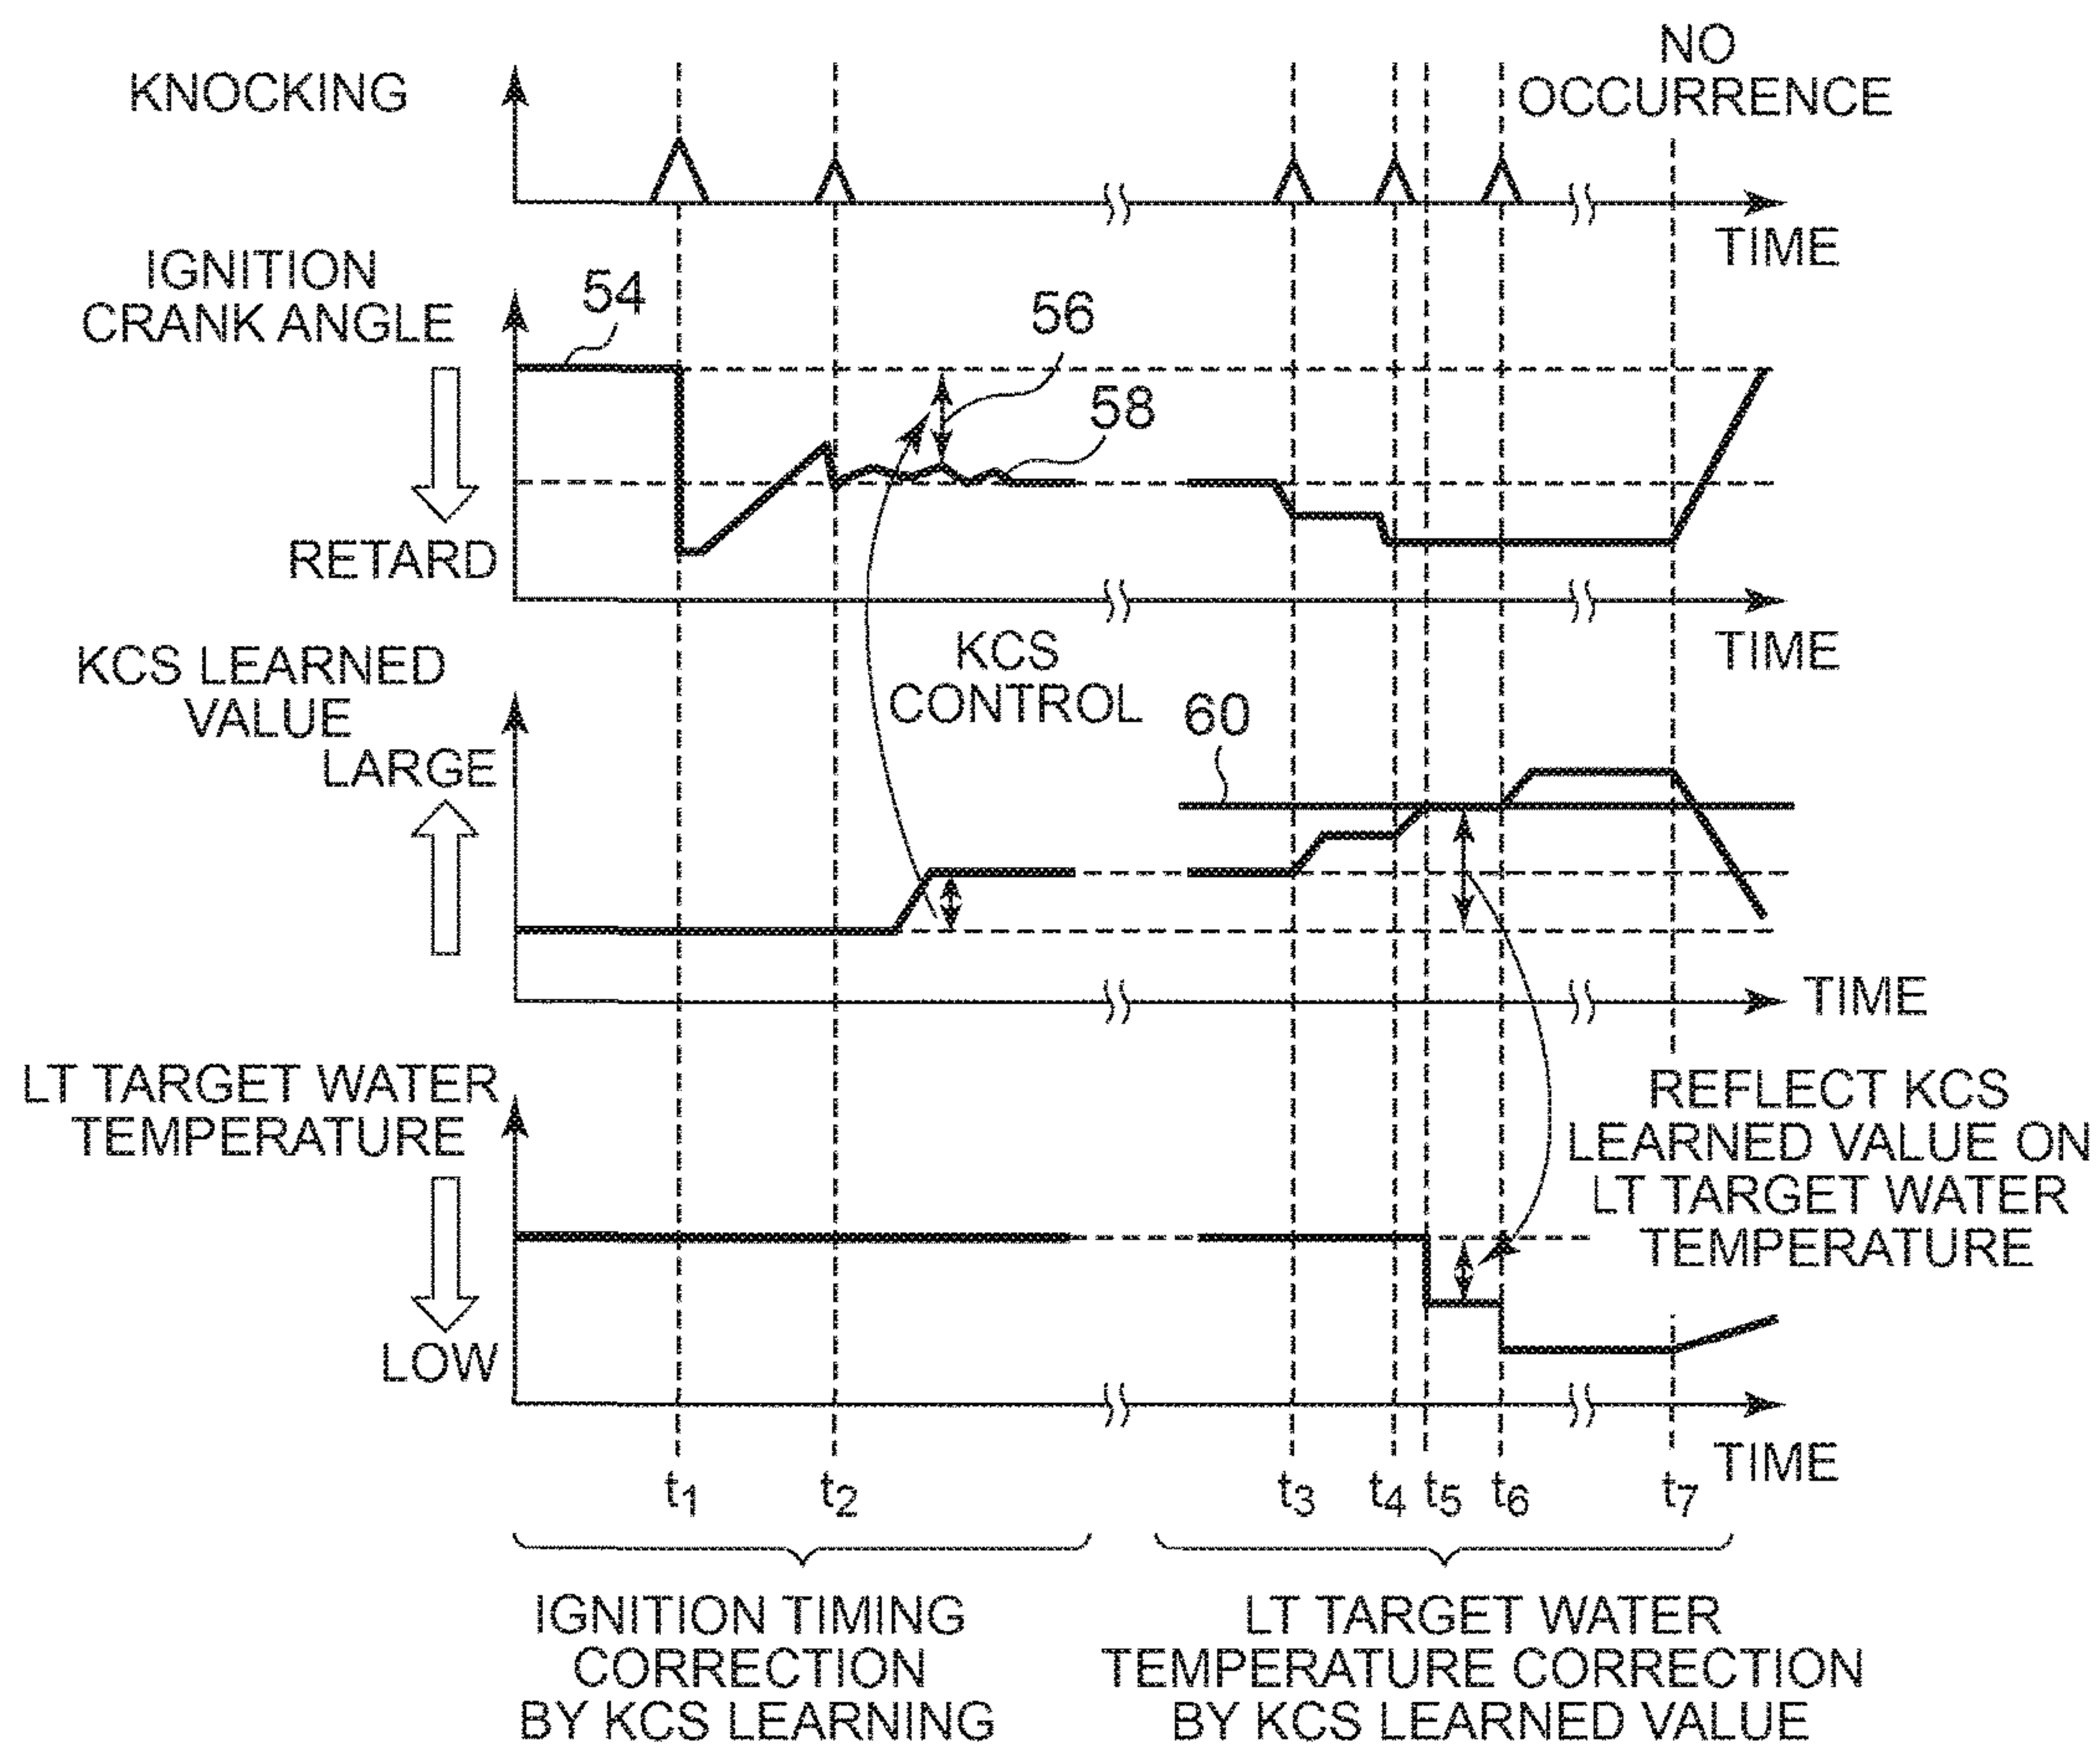 NO
OCCURRENCE
KNOCKING
TIME
IGNITION
CRANK ANGLE
54
56
58
RETARD
TIME
KCS
CONTROL
KCS LEARNED
VALUE
LARGE
60
TIME
LT TARGET WATER
TEMPERATURE
REFLECT KCS
LEARNED VALUE ON
LT TARGET WATER
TEMPERATURE
LOW
TIME
t1 t2 t3 t4 t5 t6 t7
IGNITION TIMING
CORRECTION
BY KCS LEARNING
LT TARGET WATER
TEMPERATURE CORRECTION
BY KCS LEARNED VALUE